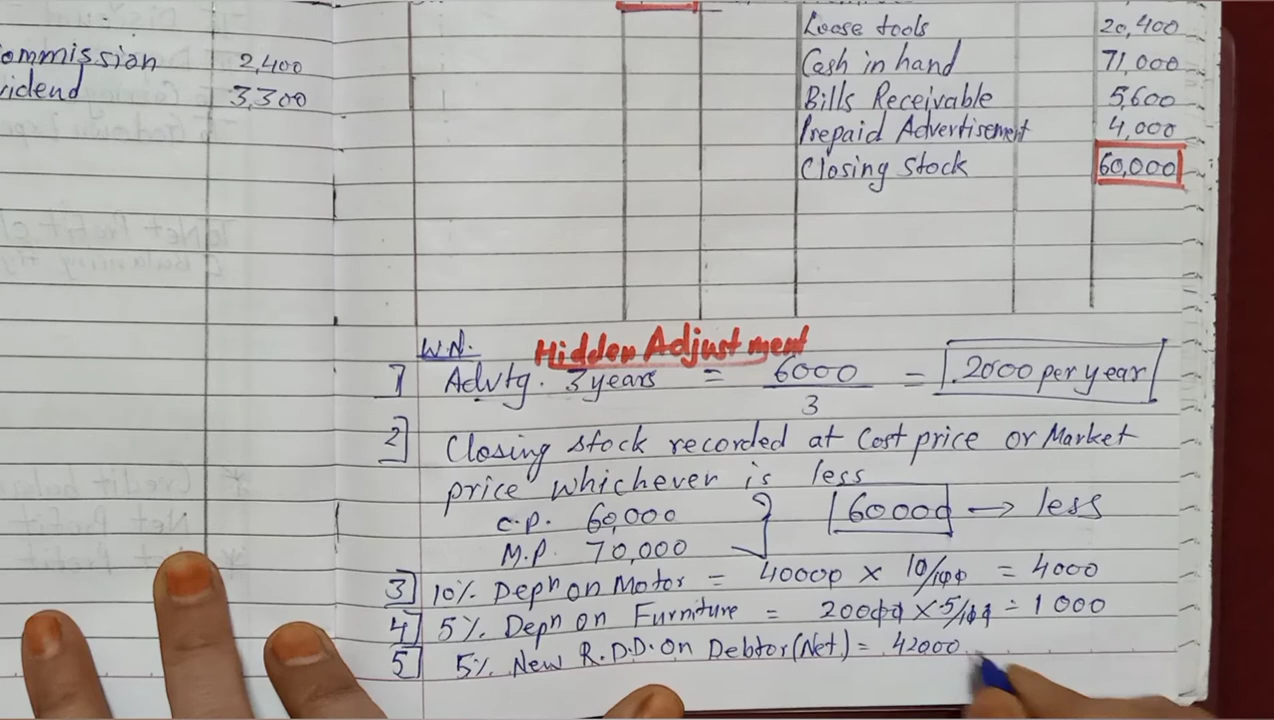 Commission 2,400
vidend 3,300
Loose tools 20,400
Cash in hand 71,000
Bills Receivable 5,600
Prepaid Advertisement 4,000
Closing Stock 60,000
W.N. Hidden Adjustment
1] Advtg. 3 years = 6000 / 3 = 2000 per year
2] Closing stock recorded at Cost price or Market
price whichever is less
C.P. 60,000
M.P. 70,000 } 60000 → less
3] 10% Depn on Motor = 40000 × 10/100 = 4000
4] 5% Depn on Furniture = 20000 × 5/100 = 1000
5] 5% New R.D.D. on Debtor (Net) = 42000